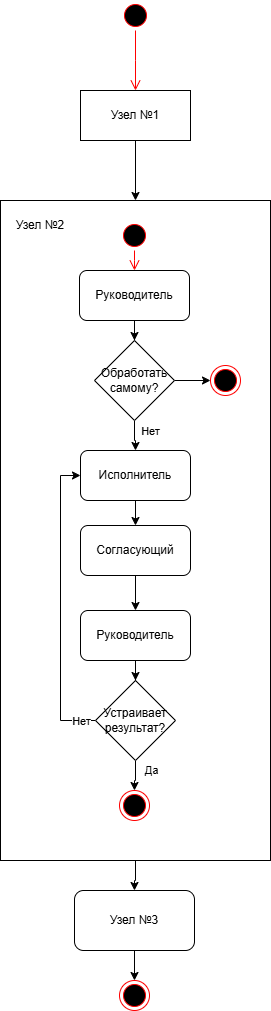 Узел №1
Узел №2
Руководитель
Обработать
самому?
Нет
Исполнитель
Согласующий
Руководитель
Устраивает
результат?
Нет
Да
Узел №3